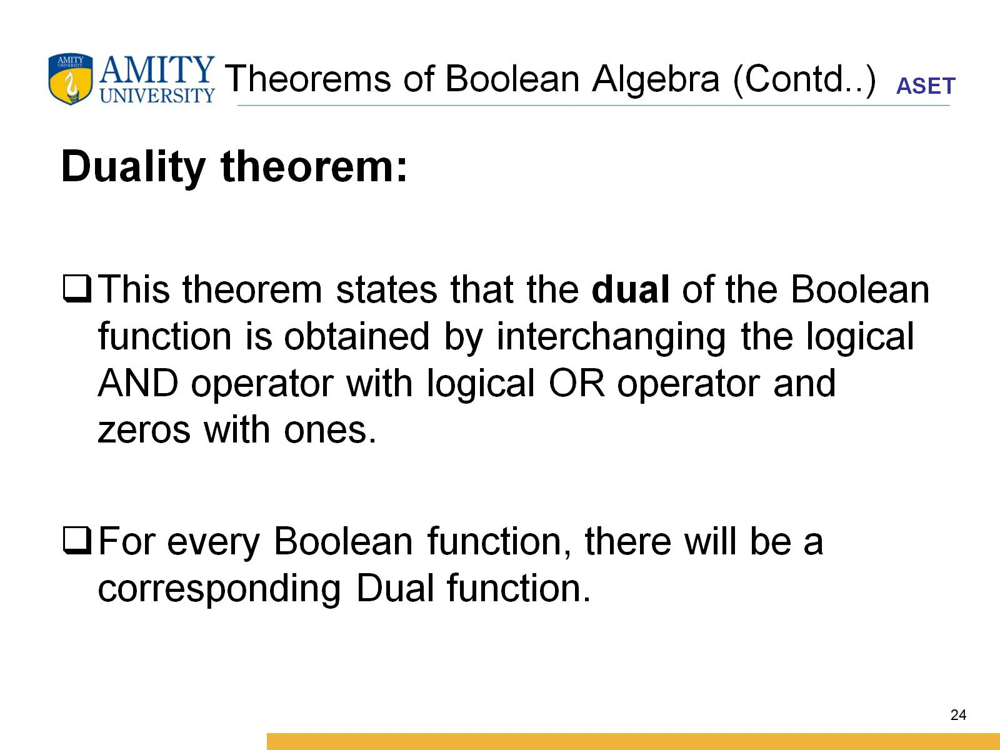 AMITY
UNIVERSITY
AMITY
UNIVERSITY
Theorems of Boolean Algebra (Contd..)
ASET
Duality theorem:
❑This theorem states that the dual of the Boolean
function is obtained by interchanging the logical
AND operator with logical OR operator and
zeros with ones.
❑For every Boolean function, there will be a
corresponding Dual function.
24